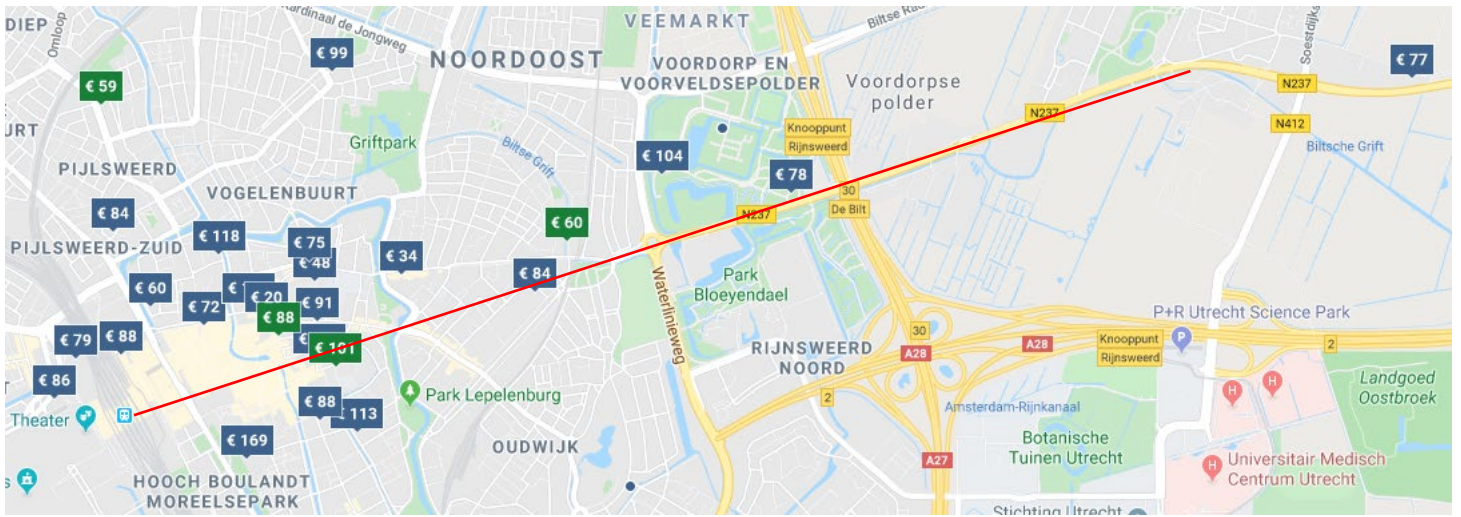 DIEP
Omloop
Kardinaal de Jongweg
€ 99
NOORDOOST
VEEMARKT
VOORDORP EN
VOORVELDSEPOLDER
Biltse Rad
Voordorpse
polder
Soestdijks
€ 77
N237
N412
N237
Biltsche Grift
€ 59
URT
Griftpark
Biltse Grift
€ 104
Knooppunt
Rijnsweerd
€ 78
30
De Bilt
N237
PIJLSWEERD
VOGELENBUURT
€ 84
€ 118
€ 75
€ 48
€ 34
€ 60
PIJLSWEERD-ZUID
€ 60
€ 72
€ 20
€ 91
€ 88
€ 84
€ 101
€ 79
€ 88
€ 86
Waterlinieweg
Park
Bloeyendael
RIJNSWEERD
NOORD
30
A28
A28
2
P+R Utrecht Science Park
P
Knooppunt
Rijnsweerd
2
Theater
Park Lepelenburg
€ 88
€ 113
€ 169
OUDWIJK
HOOCH BOULANDT
MOREELSEPARK
s
Amsterdam-Rijnkanaal
A27
Botanische
Tuinen Utrecht
H
H
H
Landgoed
Oostbroek
Universitair Medisch
Centrum Utrecht
Stichting Utrecht